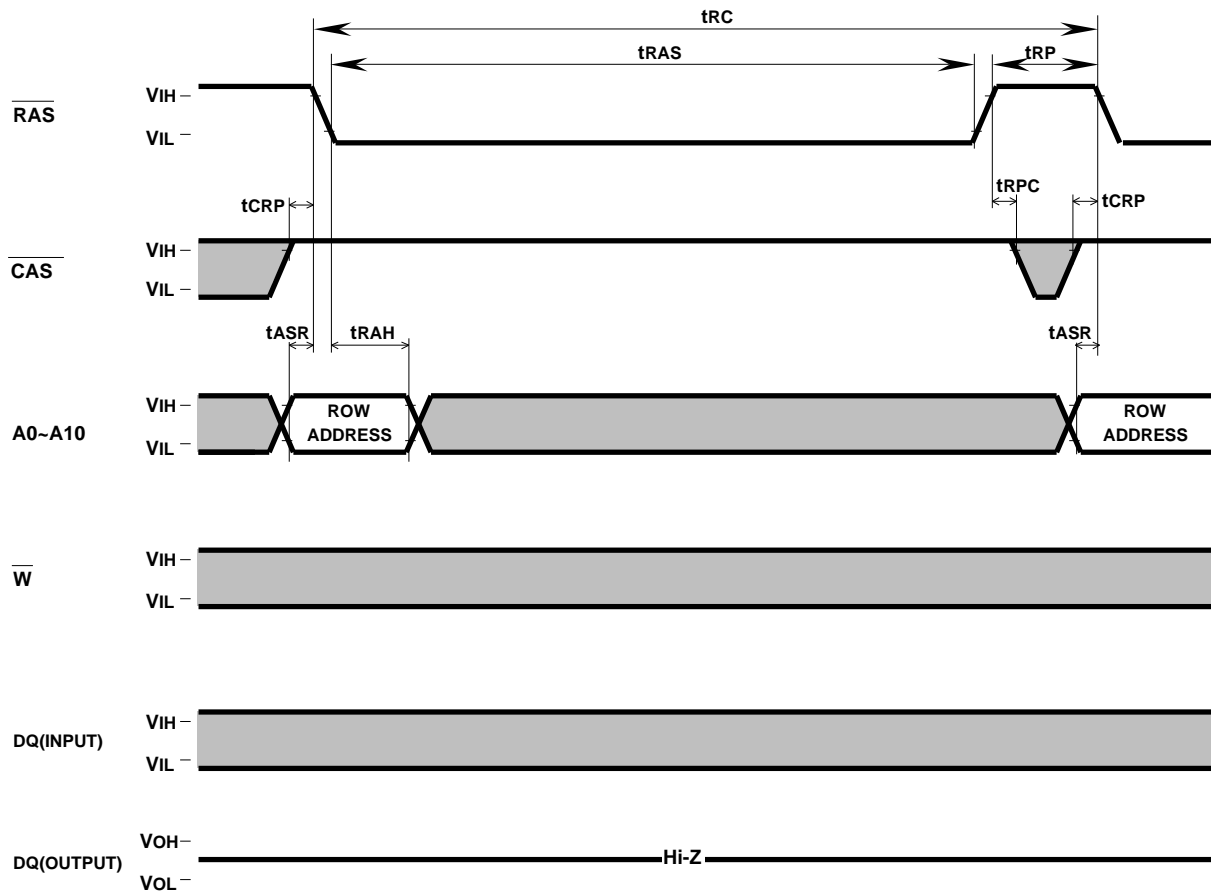 tRC
tRAS
tRP
RAS
VIH
VIL
tCRP
tRPC
tCRP
CAS
VIH
VIL
tASR
tRAH
tASR
A0~A10
VIH
VIL
ROW
ADDRESS
ROW
ADDRESS
W
VIH
VIL
DQ(INPUT)
VIH
VIL
DQ(OUTPUT)
VOH
VOL
Hi-Z